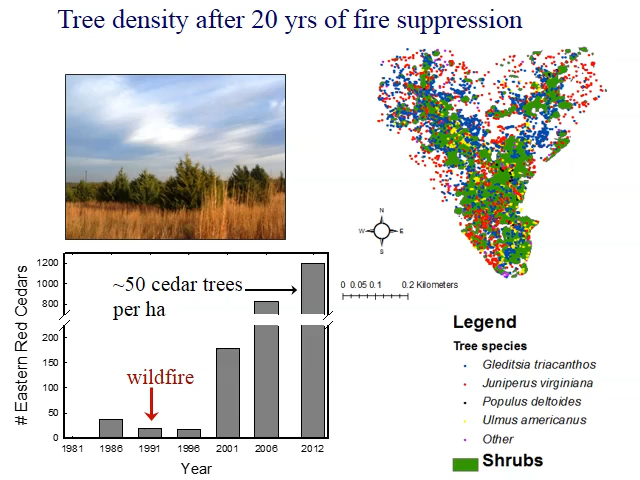 Tree density after 20 yrs of fire suppression
N
W
E
S
0 0.05 0.1 0.2 Kilometers
# Eastern Red Cedars
1200
1000
800
200
150
100
50
0
~50 cedar trees
per ha
wildfire
1981 1986 1991 1996 2001 2006 2012
Year
Legend
Tree species
Gleditsia triacanthos
Juniperus virginiana
Populus deltoides
Ulmus americanus
Other
Shrubs